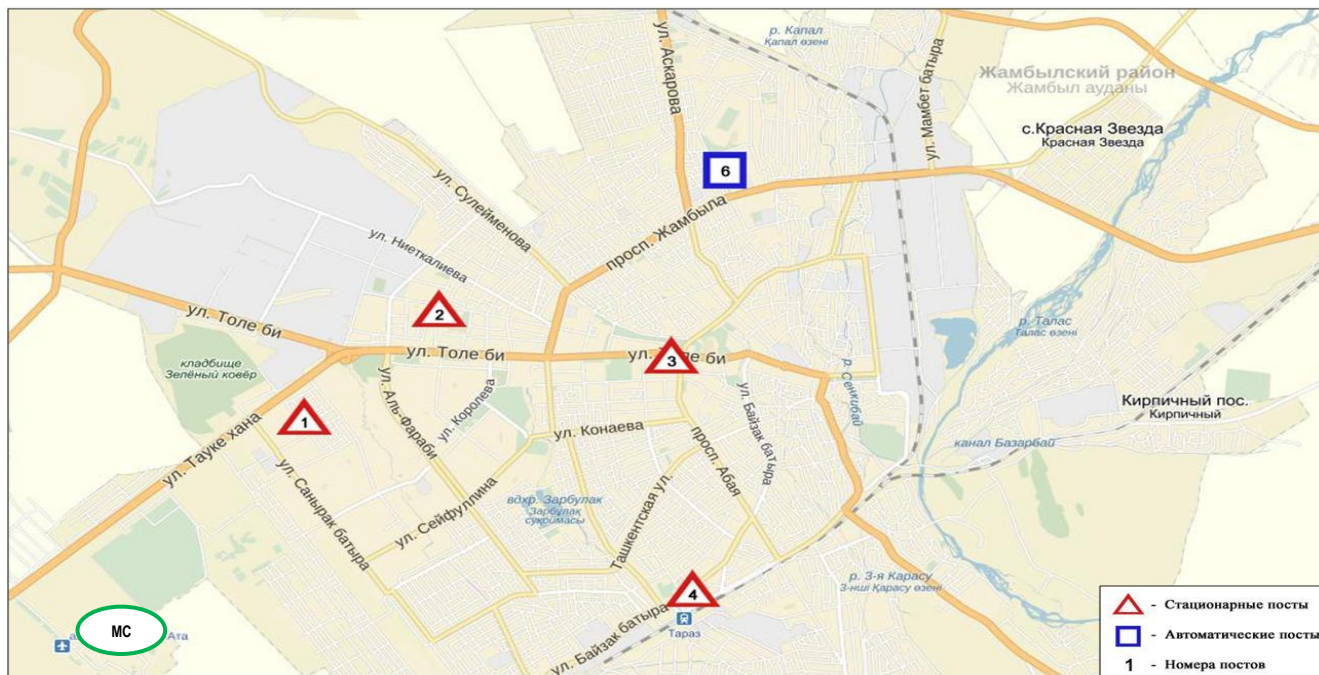 р. Капал
Қапал өзені
ул. Аскарова
ул. Мамбет батыра
Жамбылский район
Жамбыл ауданы
с.Красная Звезда
Красная Звезда
6
ул. Сулейменова
просп. Жамбыла
ул. Ниеткалиева
2
ул. Толе би
ул. Толе би
ул. Толе би
3
р. Талас
Талас өзені
кладбище
Зелёный ковёр
1
ул. Тауке хана
ул. Аль-Фараби
ул. Королева
ул. Конаева
просп. Абая
ул. Байзак батыра
р. Сенкибай
Кирпичный пос.
Кирпичный
канал Базарбай
ул. Санырак батыра
ул. Сейфуллина
вдхр. Зарбулак
Зарбулақ
суқоймасы
Ташкентская ул.
4
р. 3-я Карасу
3-нші Қарасу өзені
ул. Байзак батыра
Тараз
МС
Ата
- Стационарные посты
- Автоматические посты
1 - Номера постов